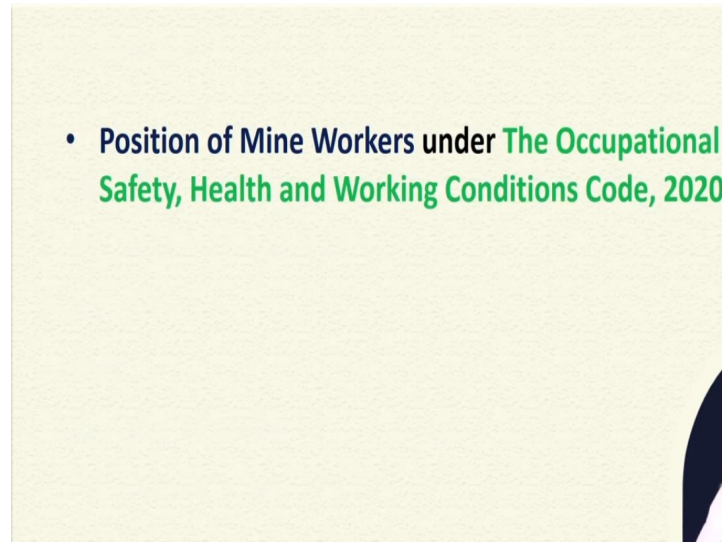 • Position of Mine Workers under The Occupational
Safety, Health and Working Conditions Code, 2020